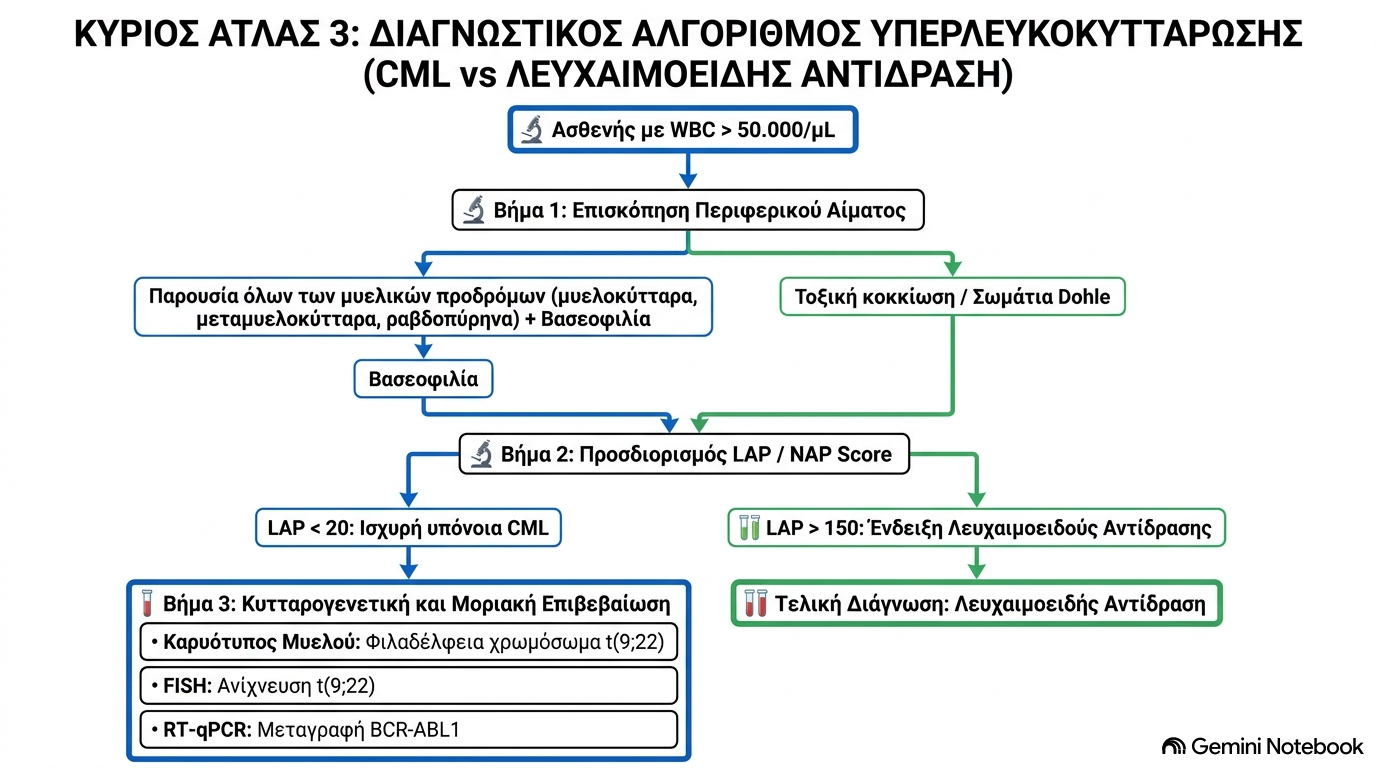 ΚΥΡΙΟΣ ΑΤΛΑΣ 3: ΔΙΑΓΝΩΣΤΙΚΟΣ ΑΛΓΟΡΙΘΜΟΣ ΥΠΕΡΛΕΥΚΟΚΥΤΤΑΡΩΣΗΣ
(CML vs ΛΕΥΧΑΙΜΟΕΙΔΗΣ ΑΝΤΙΔΡΑΣΗ)
Ασθενής με WBC > 50.000/μL
Βήμα 1: Επισκόπηση Περιφερικού Αίματος
Παρουσία όλων των μυελικών προδρόμων (μυελοκύτταρα,
μεταμυελοκύτταρα, ραβδοπύρηνα) + Βασεοφιλία
Τοξική κοκκίωση / Σωμάτια Dohle
Βασεοφιλία
Βήμα 2: Προσδιορισμός LAP / NAP Score
LAP < 20: Ισχυρή υπόνοια CML
LAP > 150: Ένδειξη Λευχαιμοειδούς Αντίδρασης
Βήμα 3: Κυτταρογενετική και Μοριακή Επιβεβαίωση
• Καρυότυπος Μυελού: Φιλαδέλφεια χρωμόσωμα t(9;22)
• FISH: Ανίχνευση t(9;22)
• RT-qPCR: Μεταγραφή BCR-ABL1
Τελική Διάγνωση: Λευχαιμοειδής Αντίδραση
Gemini Notebook